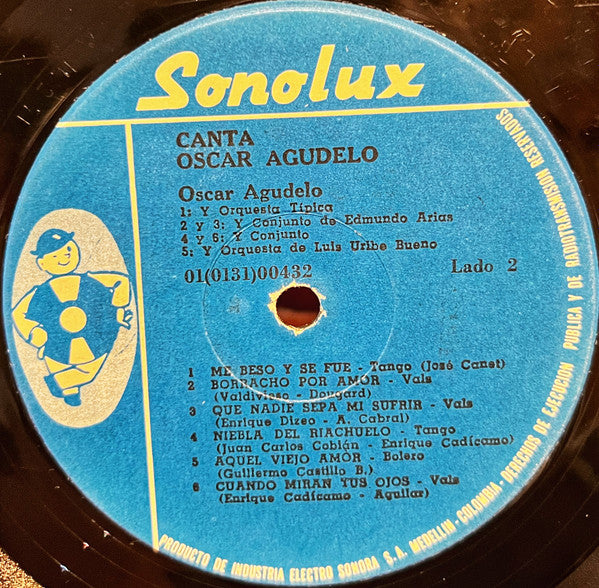 Sonolux
CANTA
OSCAR AGUDELO
Oscar Agudelo
1: Y Orquesta Típica
2 y 3: Y Conjunto de Edmundo Arias
4 y 6: Y Conjunto
5: Y Orquesta de Luis Uribe Bueno
01(0131)00432
Lado 2
1 ME BESO Y SE FUE - Tango (José Canet)
2 BORRACHO POR AMOR - Vals
(Valdivieso - Dougard)
3 QUE NADIE SEPA MI SUFRIR - Vals
(Enrique Dizeo - A. Cabral)
4 NIEBLA DEL RIACHUELO - Tango
(Juan Carlos Cobián - Enrique Cadícamo)
5 AQUEL VIEJO AMOR - Bolero
(Guillermo Castillo B.)
6 CUANDO MIRAN TUS OJOS - Vals
(Enrique Cadícamo - Aguilar)
PRODUCTO DE INDUSTRIA ELECTRO SONORA S.A. MEDELLIN - COLOMBIA - DERECHOS DE EJECUCION PUBLICA Y DE RADIOTRANSMISION RESERVADOS